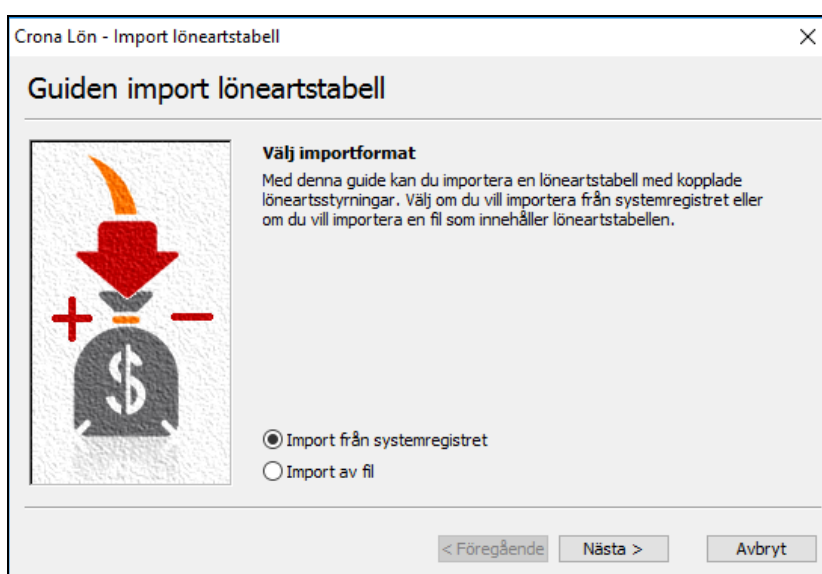 Crona Lön - Import löneartstabell
Guiden import löneartstabell
Välj importformat
Med denna guide kan du importera en löneartstabell med kopplade
löneartsstyrningar. Välj om du vill importera från systemregistret eller
om du vill importera en fil som innehåller löneartstabellen.
$
Import från systemregistret
Import av fil
< Föregående Nästa > Avbryt